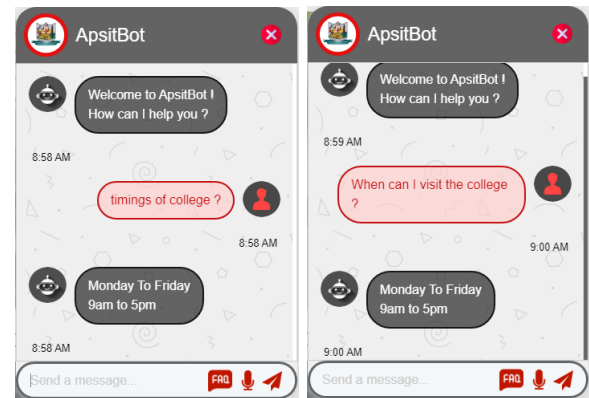 ApsitBot
Welcome to ApsitBot !
How can I help you ?
8:58 AM
timings of college ?
8:58 AM
Monday To Friday
9am to 5pm
8:58 AM
Send a message...
FAQ
ApsitBot
Welcome to ApsitBot !
How can I help you ?
8:59 AM
When can I visit the college
?
9:00 AM
Monday To Friday
9am to 5pm
9:00 AM
Send a message...
FAQ